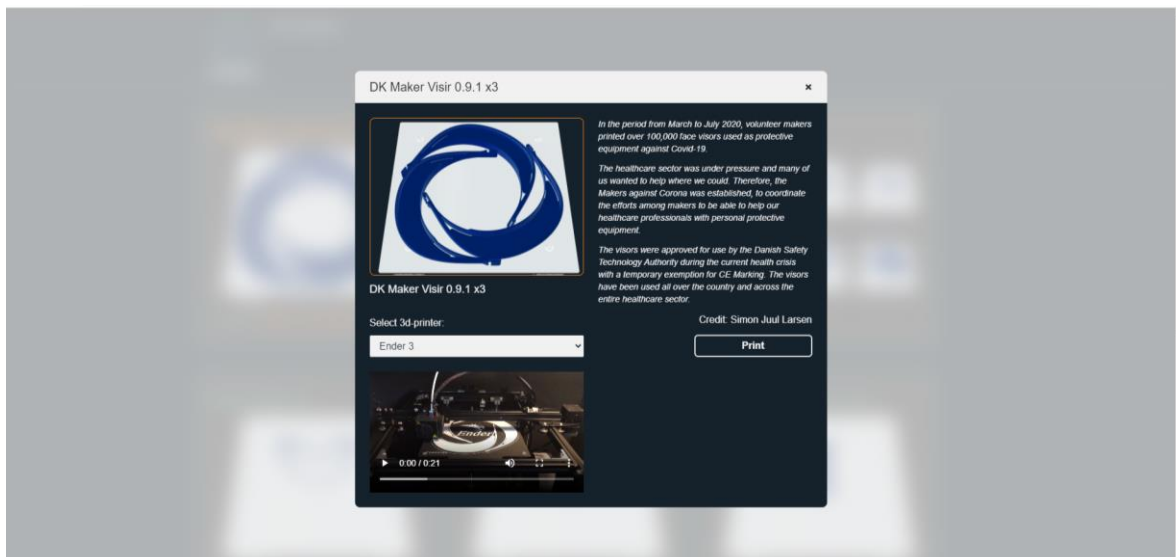 DK Maker Visir 0.9.1 x3
×
In the period from March to July 2020, volunteer makers
printed over 100,000 face visors used as protective
equipment against Covid-19.
The healthcare sector was under pressure and many of
us wanted to help where we could. Therefore, the
Makers against Corona was established, to coordinate
the efforts among makers to be able to help our
healthcare professionals with personal protective
equipment.
The visors were approved for use by the Danish Safety
Technology Authority during the current health crisis
with a temporary exemption for CE Marking. The visors
have been used all over the country and across the
entire healthcare sector.
DK Maker Visir 0.9.1 x3
Credit: Simon Juul Larsen
Select 3d-printer:
Ender 3
Print
Ender
0:00 / 0:21